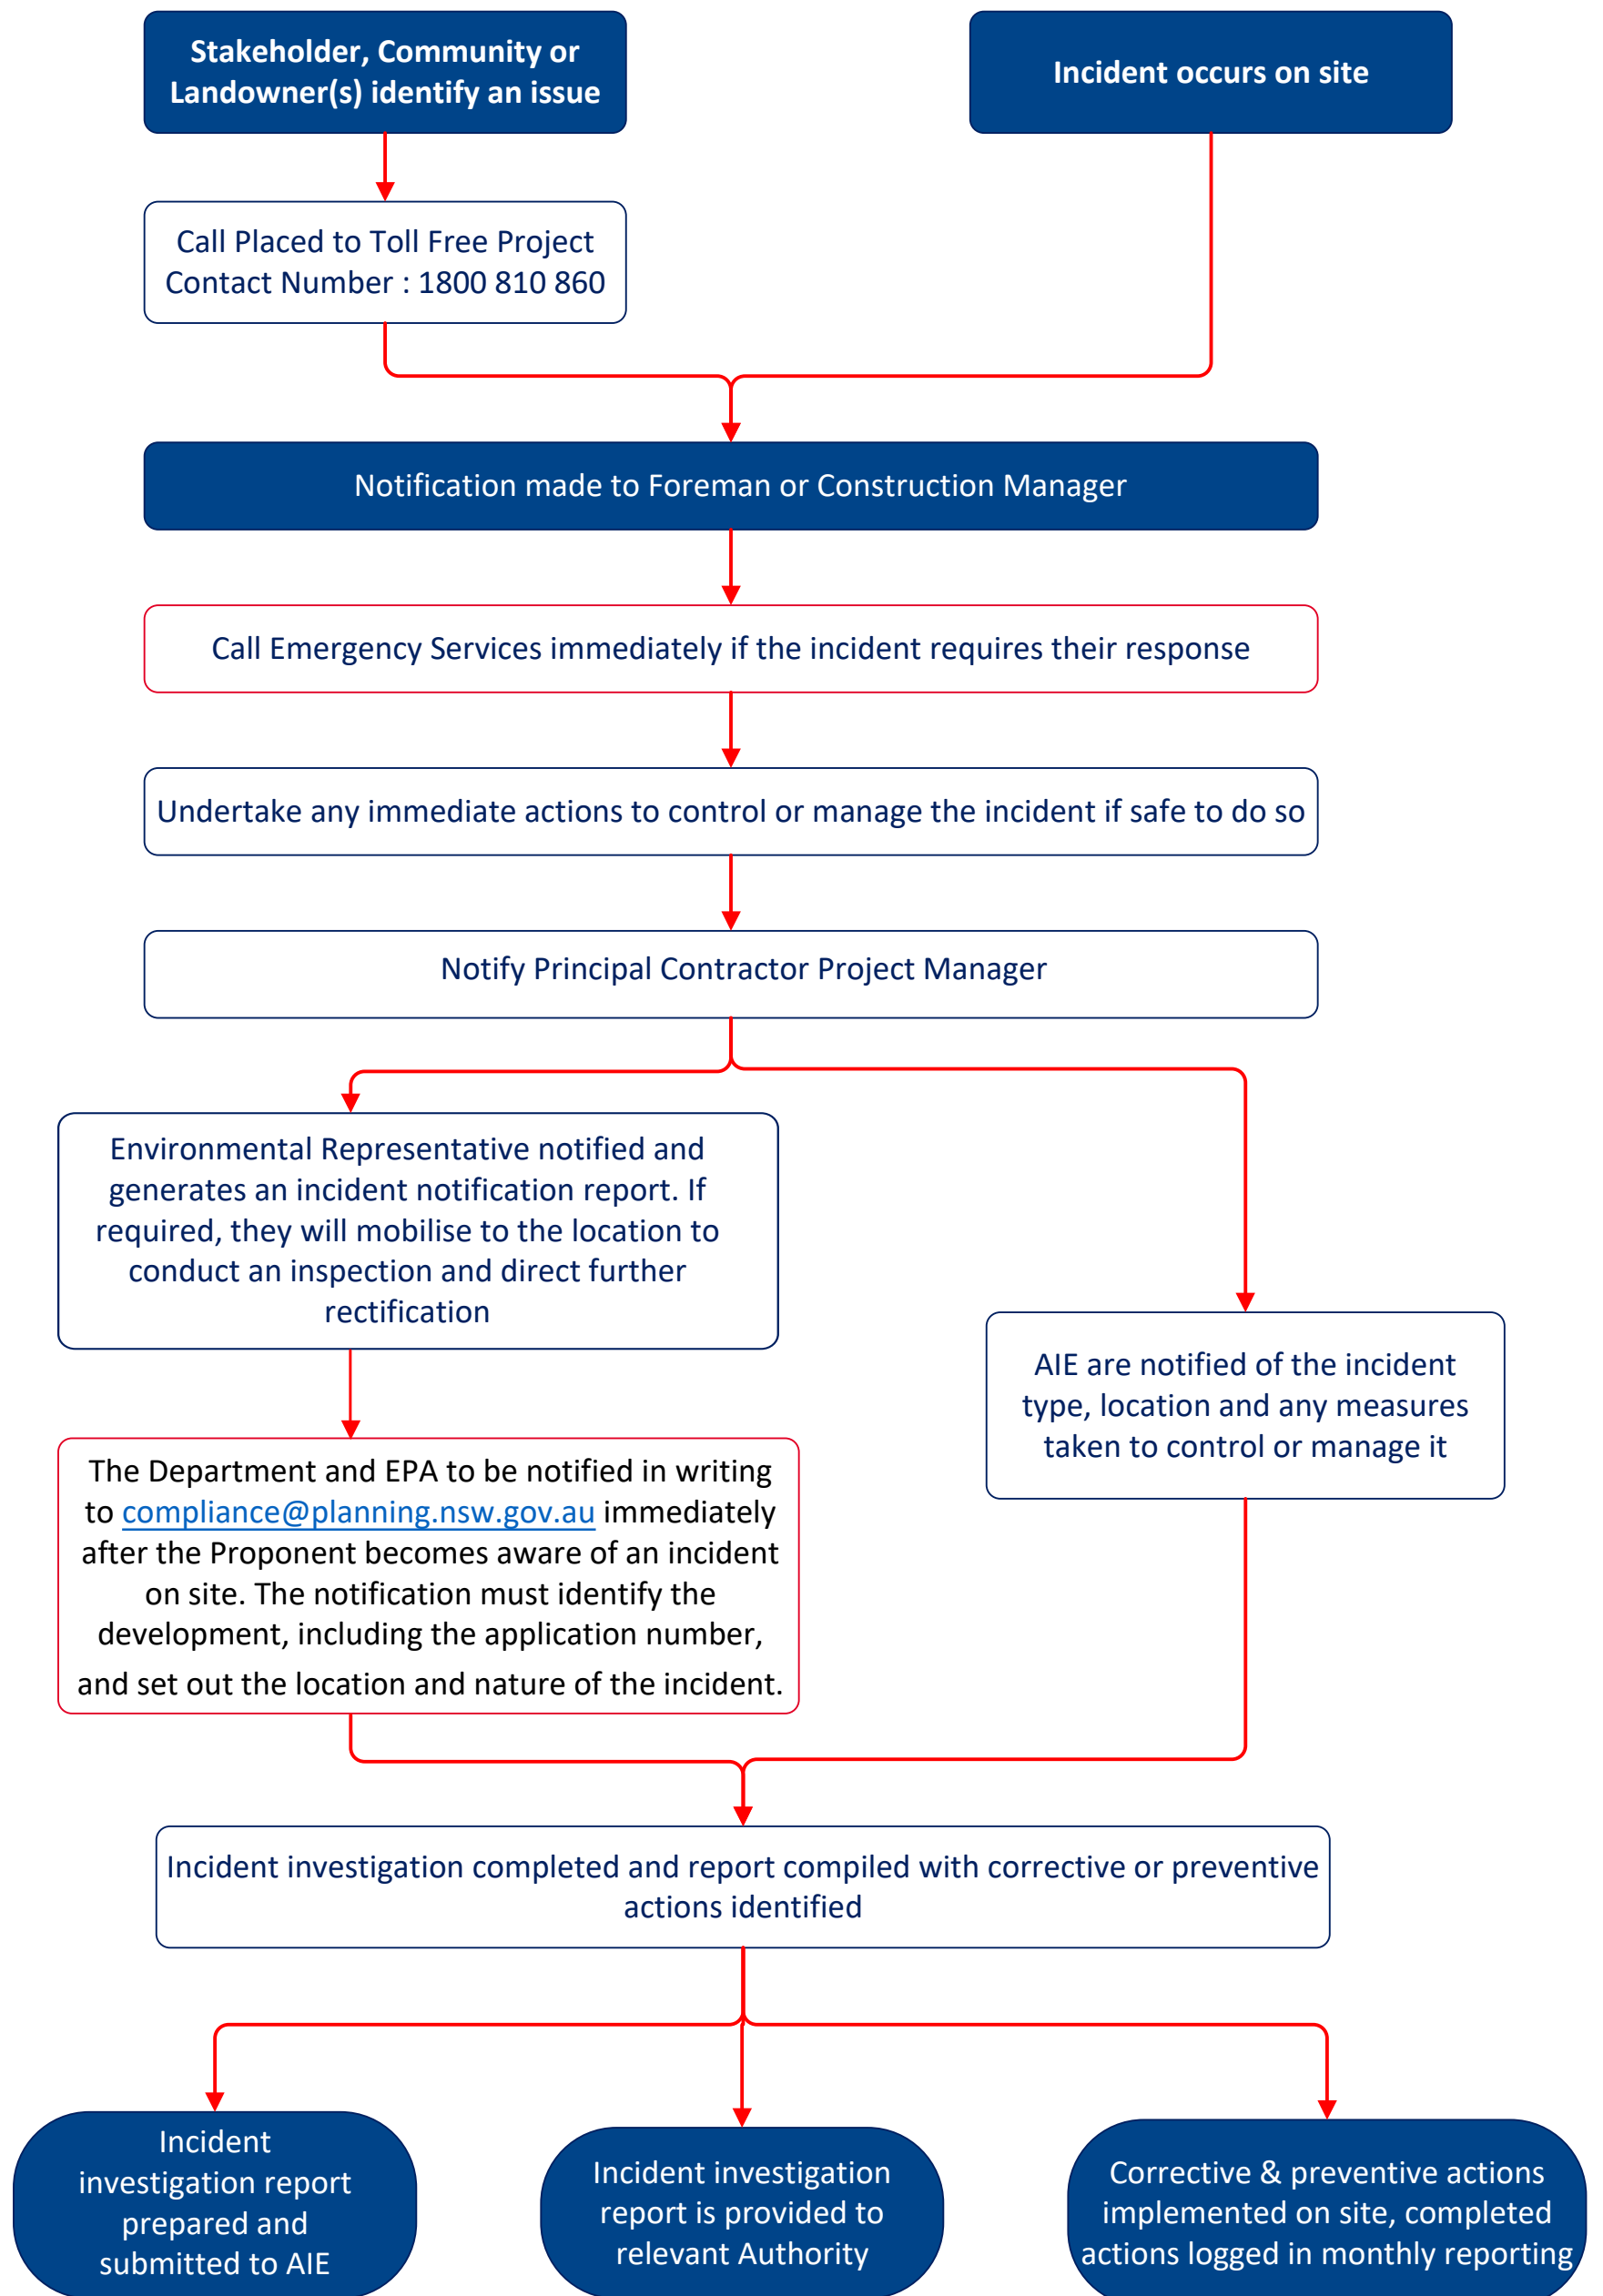 Stakeholder, Community or
Landowner(s) identify an issue
Incident occurs on site
Call Placed to Toll Free Project
Contact Number : 1800 810 860
Notification made to Foreman or Construction Manager
Call Emergency Services immediately if the incident requires their response
Undertake any immediate actions to control or manage the incident if safe to do so
Notify Principal Contractor Project Manager
Environmental Representative notified and
generates an incident notification report. If
required, they will mobilise to the location to
conduct an inspection and direct further
rectification
AIE are notified of the incident
type, location and any measures
taken to control or manage it
The Department and EPA to be notified in writing
to compliance@planning.nsw.gov.au immediately
after the Proponent becomes aware of an incident
on site. The notification must identify the
development, including the application number,
and set out the location and nature of the incident.
Incident investigation completed and report compiled with corrective or preventive
actions identified
Incident
investigation report
prepared and
submitted to AIE
Incident investigation
report is provided to
relevant Authority
Corrective & preventive actions
implemented on site, completed
actions logged in monthly reporting